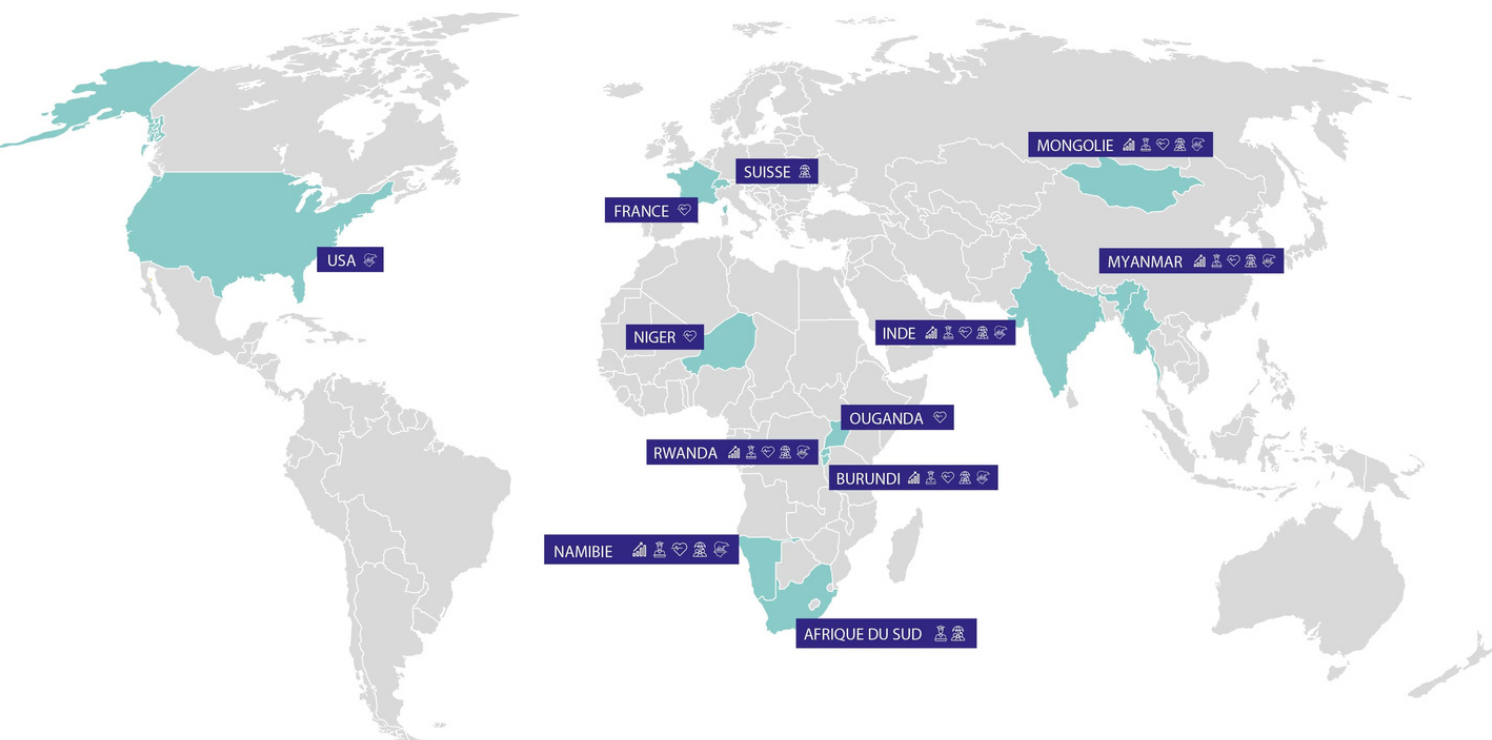 MONGOLIE
SUISSE
FRANCE
USA
MYANMAR
NIGER
INDE
OUGANDA
RWANDA
BURUNDI
NAMIBIE
AFRIQUE DU SUD